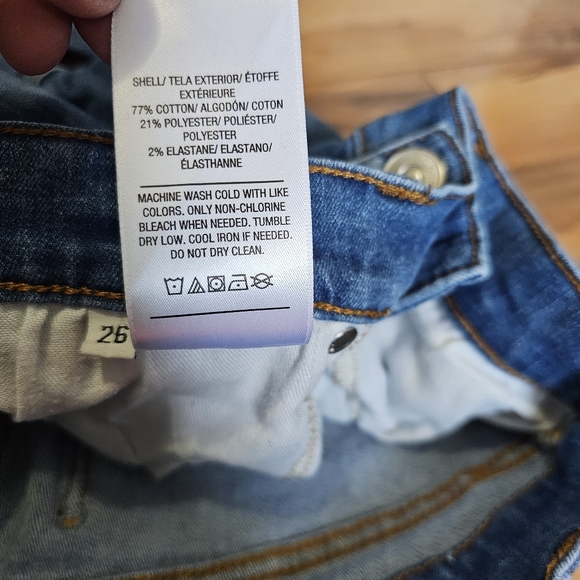 SHELL/ TELA EXTERIOR/ ÉTOFFE
EXTÉRIEURE
77% COTTON/ ALGODÓN/ COTON
21% POLYESTER/ POLIÉSTER/
POLYESTER
2% ELASTANE/ ELASTANO/
ÉLASTHANNE
MACHINE WASH COLD WITH LIKE
COLORS. ONLY NON-CHLORINE
BLEACH WHEN NEEDED. TUMBLE
DRY LOW. COOL IRON IF NEEDED.
DO NOT DRY CLEAN.
26